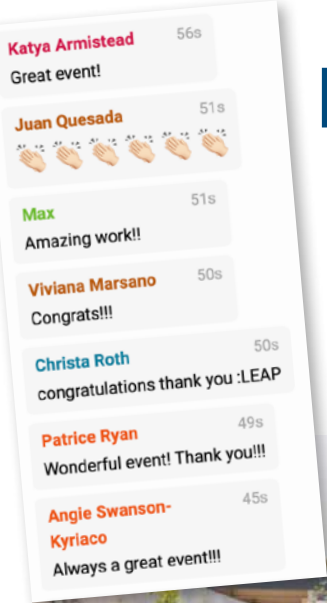 Katya Armistead 56s
Great event!
Juan Quesada 51s
👏🏻 👏🏻 👏🏻 👏🏻 👏🏻 👏🏻
Max 51s
Amazing work!!
Viviana Marsano 50s
Congrats!!!
Christa Roth 50s
congratulations thank you :LEAP
Patrice Ryan 49s
Wonderful event! Thank you!!!
Angie Swanson- 45s
Kyriaco
Always a great event!!!